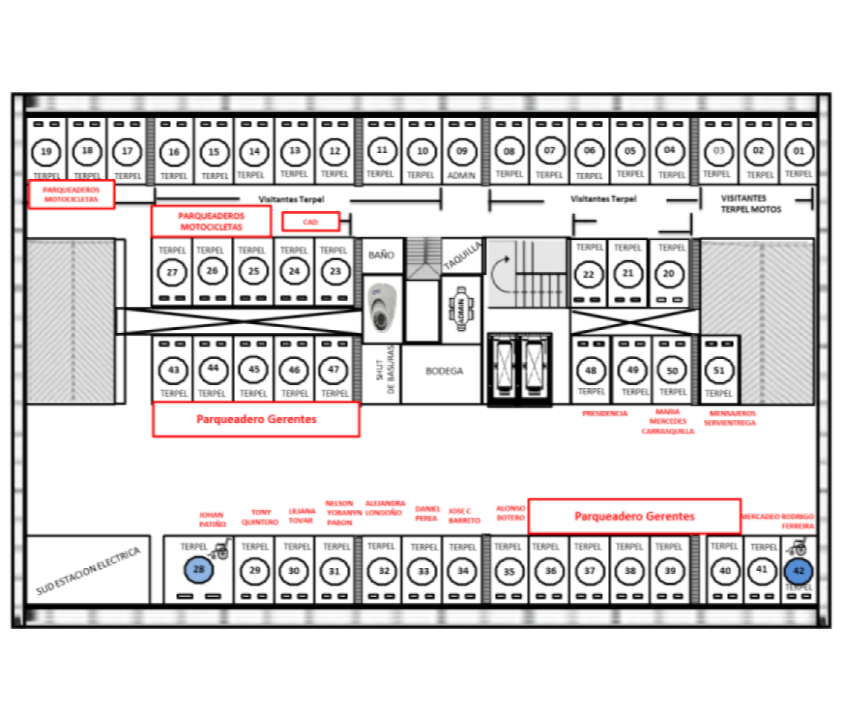 19 18 17 16 15 14 13 12 11 10 09 08 07 06 05 04 03 02 01
TERPEL TERPEL TERPEL TERPEL TERPEL TERPEL TERPEL TERPEL TERPEL TERPEL ADMIN TERPEL TERPEL TERPEL TERPEL TERPEL TERPEL TERPEL TERPEL
PARQUEADEROS
MOTOCICLETAS
Visitantes Terpel
Visitantes Terpel
VISITANTES
TERPEL MOTOS
PARQUEADEROS
MOTOCICLETAS
CAD
TERPEL TERPEL TERPEL TERPEL TERPEL
27 26 25 24 23
BAÑO
TAQUILLA
ADMIN
TERPEL TERPEL TERPEL
22 21 20
43 44 45 46 47
TERPEL TERPEL TERPEL TERPEL TERPEL
SHUT
DE BASURAS
BODEGA
48 49 50 51
TERPEL TERPEL TERPEL TERPEL
Parqueadero Gerentes
PRESIDENCIA
MARIA
MERCEDES
CARRASQUILLA
MENSAJEROS
SERVIENTREGA
JOHAN
PATIÑO
TONY
QUINTERO
LILIANA
TOVAR
NELSON
YOBANYN
PABON
ALEJANDRA
LONDOÑO
DANIEL
PEREA
JOSE C
BARRETO
ALONSO
BOTERO
Parqueadero Gerentes
MERCADEO
RODRIGO
FERREIRA
SUD ESTACION ELECTRICA
TERPEL TERPEL TERPEL TERPEL TERPEL TERPEL TERPEL TERPEL TERPEL TERPEL TERPEL TERPEL TERPEL TERPEL
28 29 30 31 32 33 34 35 36 37 38 39 40 41 42
TERPEL